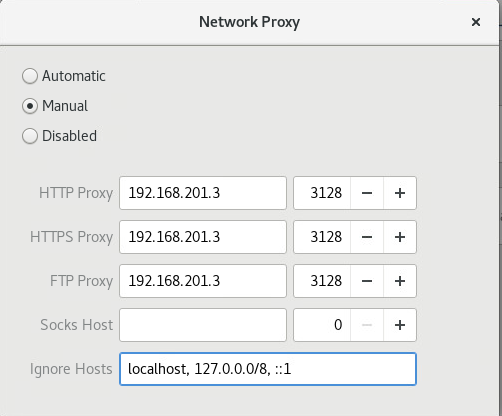 Network Proxy
Automatic
Manual
Disabled
HTTP Proxy 192.168.201.3 3128 − +
HTTPS Proxy 192.168.201.3 3128 − +
FTP Proxy 192.168.201.3 3128 − +
Socks Host 0 − +
Ignore Hosts localhost, 127.0.0.0/8, ::1